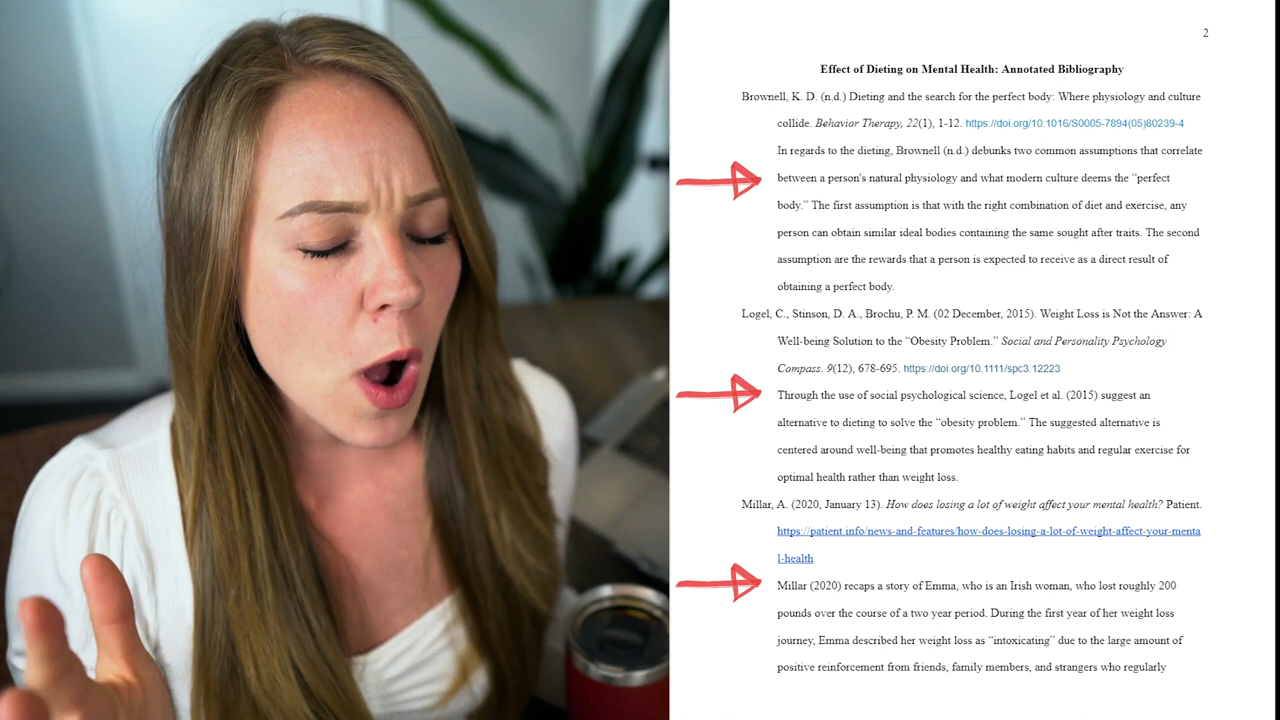 2
Effect of Dieting on Mental Health: Annotated Bibliography
Brownell, K. D. (n.d.) Dieting and the search for the perfect body: Where physiology and culture
collide. Behavior Therapy, 22(1), 1-12. https://doi.org/10.1016/S0005-7894(05)80239-4
In regards to the dieting, Brownell (n.d.) debunks two common assumptions that correlate
between a person's natural physiology and what modern culture deems the “perfect
body.” The first assumption is that with the right combination of diet and exercise, any
person can obtain similar ideal bodies containing the same sought after traits. The second
assumption are the rewards that a person is expected to receive as a direct result of
obtaining a perfect body.
Logel, C., Stinson, D. A., Brochu, P. M. (02 December, 2015). Weight Loss is Not the Answer: A
Well-being Solution to the “Obesity Problem.” Social and Personality Psychology
Compass. 9(12), 678-695. https://doi.org/10.1111/spc3.12223
Through the use of social psychological science, Logel et al. (2015) suggest an
alternative to dieting to solve the “obesity problem.” The suggested alternative is
centered around well-being that promotes healthy eating habits and regular exercise for
optimal health rather than weight loss.
Millar, A. (2020, January 13). How does losing a lot of weight affect your mental health? Patient.
https://patient.info/news-and-features/how-does-losing-a-lot-of-weight-affect-your-menta
l-health
Millar (2020) recaps a story of Emma, who is an Irish woman, who lost roughly 200
pounds over the course of a two year period. During the first year of her weight loss
journey, Emma described her weight loss as “intoxicating” due to the large amount of
positive reinforcement from friends, family members, and strangers who regularly